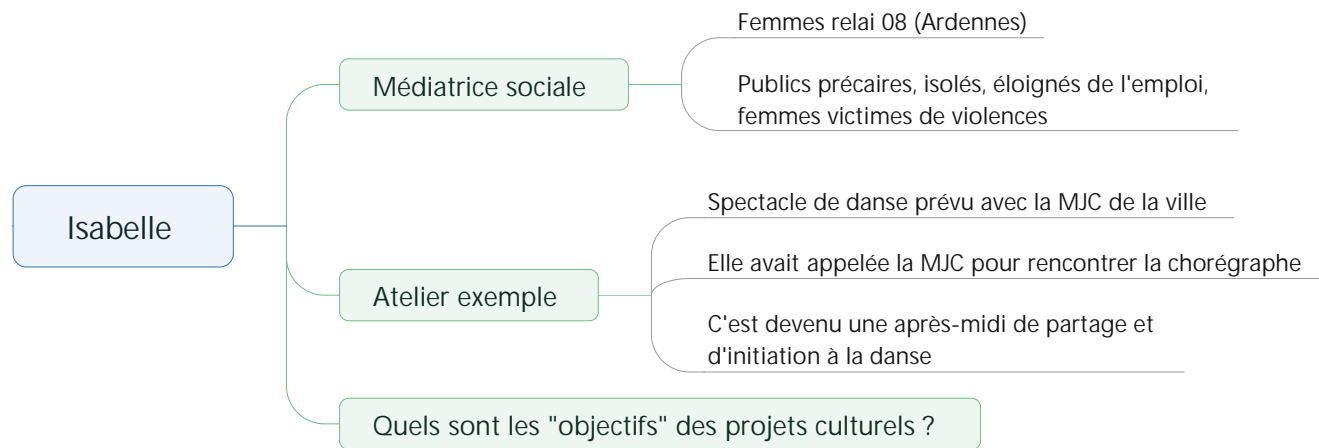 Isabelle
Médiatrice sociale
Femmes relai 08 (Ardennes)
Publics précaires, isolés, éloignés de l'emploi,
femmes victimes de violences
Atelier exemple
Spectacle de danse prévu avec la MJC de la ville
Elle avait appelée la MJC pour rencontrer la chorégraphe
C'est devenu une après-midi de partage et
d'initiation à la danse
Quels sont les "objectifs" des projets culturels ?